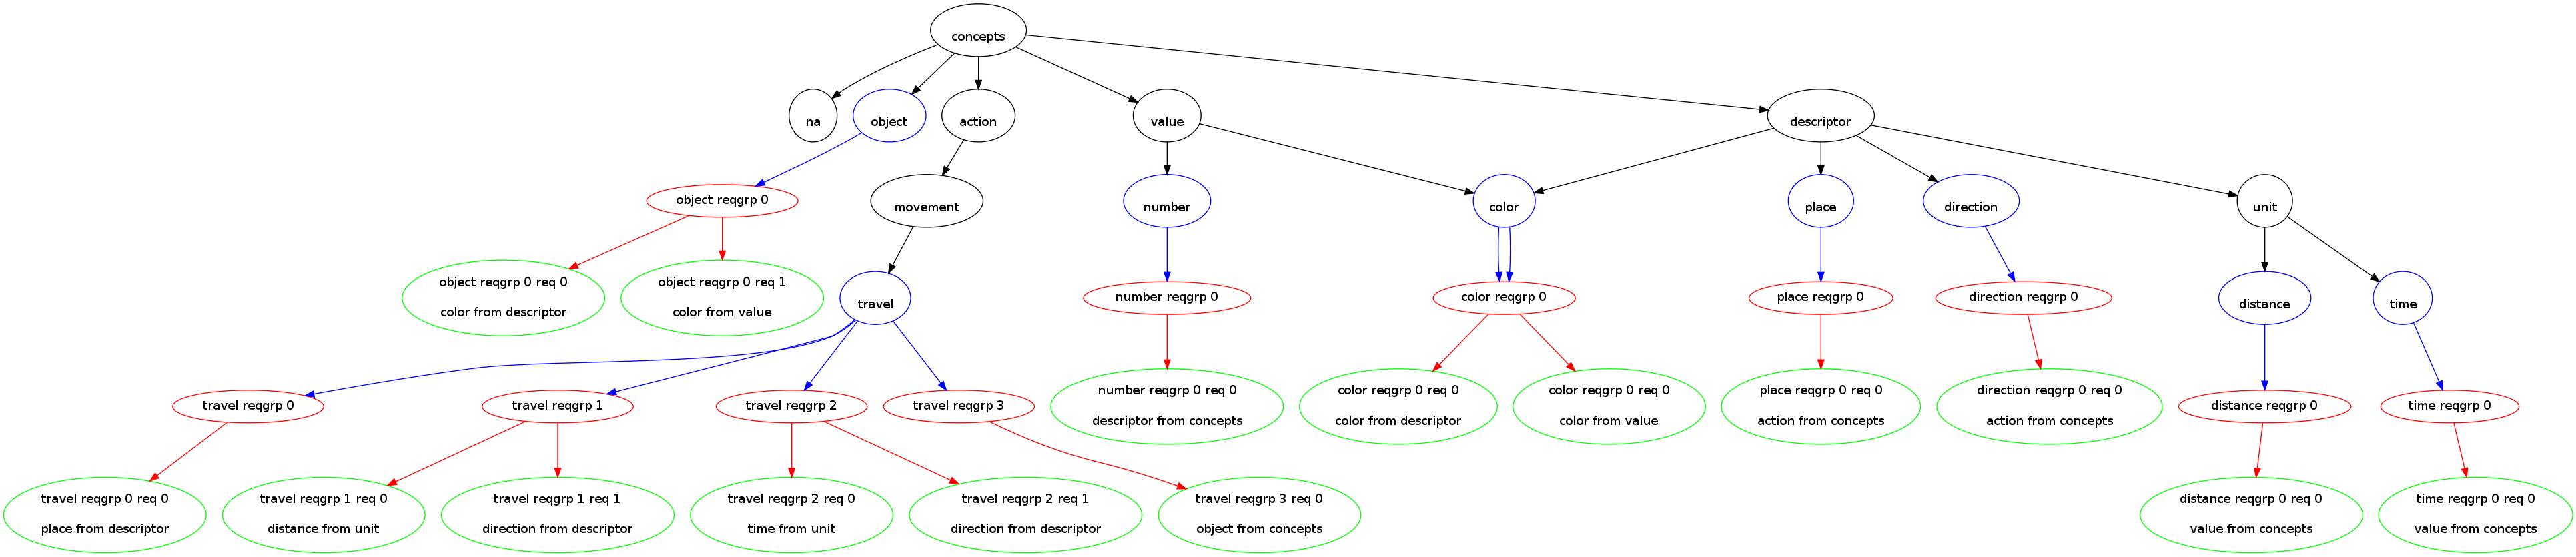 concepts
na
object
action
value
descriptor
object reqgrp 0
movement
number
color
place
direction
unit
object reqgrp 0 req 0
color from descriptor
object reqgrp 0 req 1
color from value
travel
number reqgrp 0
color reqgrp 0
place reqgrp 0
direction reqgrp 0
distance
time
travel reqgrp 0
travel reqgrp 1
travel reqgrp 2
travel reqgrp 3
number reqgrp 0 req 0
descriptor from concepts
color reqgrp 0 req 0
color from descriptor
color reqgrp 0 req 0
color from value
place reqgrp 0 req 0
action from concepts
direction reqgrp 0 req 0
action from concepts
distance reqgrp 0
time reqgrp 0
travel reqgrp 0 req 0
place from descriptor
travel reqgrp 1 req 0
distance from unit
travel reqgrp 1 req 1
direction from descriptor
travel reqgrp 2 req 0
time from unit
travel reqgrp 2 req 1
direction from descriptor
travel reqgrp 3 req 0
object from concepts
distance reqgrp 0 req 0
value from concepts
time reqgrp 0 req 0
value from concepts